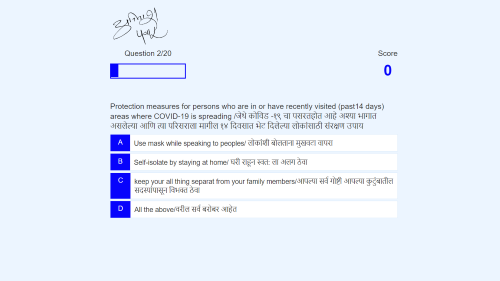 Question 2/20
Score
0
Protection measures for persons who are in or have recently visited (past14 days)
areas where COVID-19 is spreading /जेथे कोविड -१९ चा प्रसारहोत आहे अश्या भागात
असलेल्या आणि त्या परिसराला मागील १४ दिवसात भेट दिलेल्या लोकांसाठी संरक्षण उपाय
A Use mask while speaking to peoples/ लोकांशी बोलताना मुखवटा वापरा
B Self-isolate by staying at home/ घरी राहून स्वत: ला अलग ठेवा
C keep your all thing separat from your family members/आपल्या सर्व गोष्टी आपल्या कुटुंबातील
सदस्यांपासून विभक्त ठेवा
D All the above/वरील सर्व बरोबर आहेत